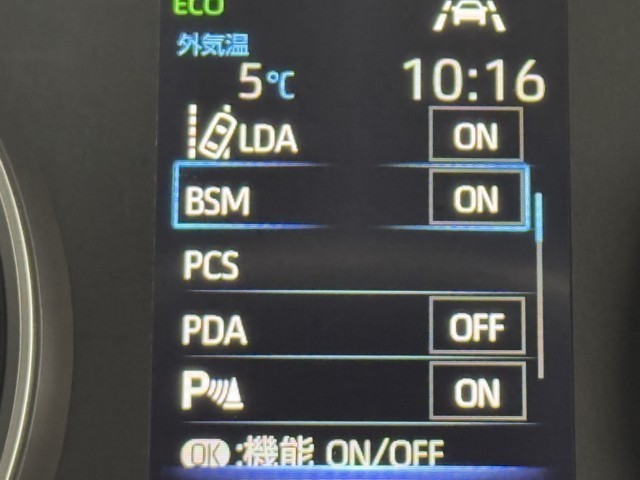 ECO
外気温
5℃ 10:16
LDA ON
BSM ON
PCS
PDA OFF
P ON
OK:機能 ON/OFF